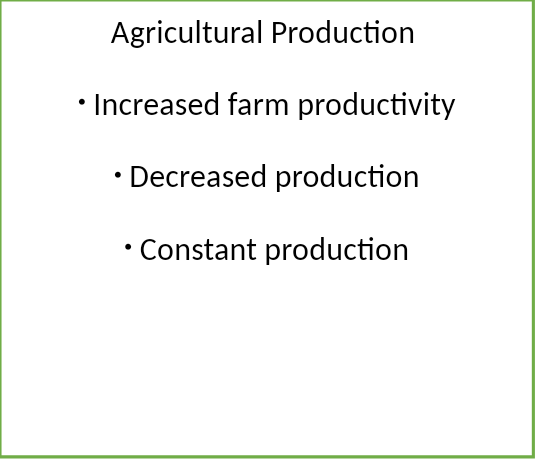 Agricultural Production
• Increased farm productivity
• Decreased production
• Constant production